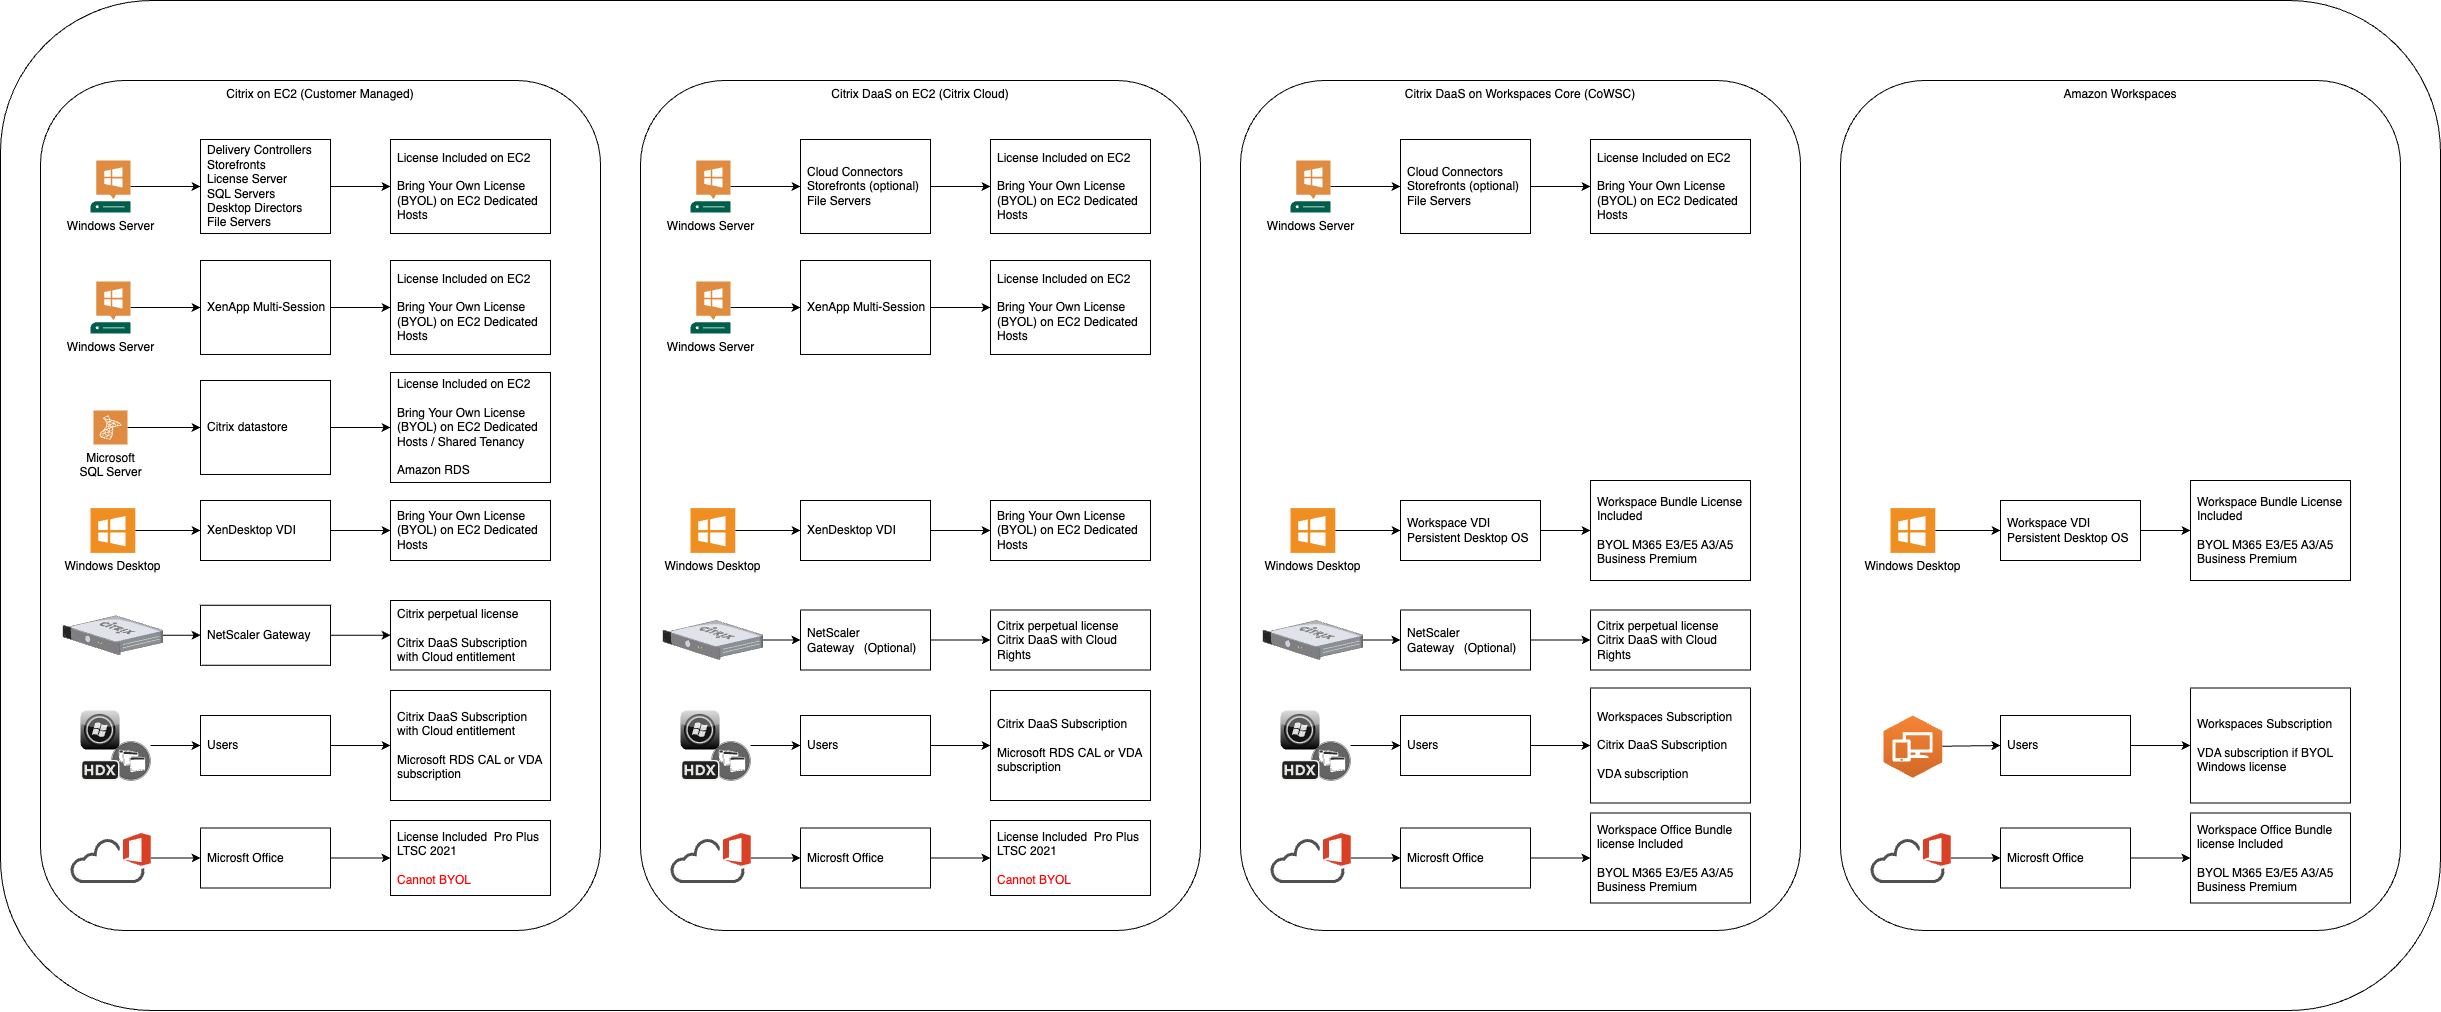 Citrix on EC2 (Customer Managed)
Windows Server
Delivery Controllers
Storefronts
License Server
SQL Servers
Desktop Directors
File Servers
License Included on EC2
Bring Your Own License
(BYOL) on EC2 Dedicated
Hosts
Windows Server
XenApp Multi-Session
License Included on EC2
Bring Your Own License
(BYOL) on EC2 Dedicated
Hosts
Microsoft
SQL Server
Citrix datastore
License Included on EC2
Bring Your Own License
(BYOL) on EC2 Dedicated
Hosts / Shared Tenancy
Amazon RDS
Windows Desktop
XenDesktop VDI
Bring Your Own License
(BYOL) on EC2 Dedicated
Hosts
CITRIX
NetScaler Gateway
Citrix perpetual license
Citrix DaaS Subscription
with Cloud entitlement
HDX
Users
Citrix DaaS Subscription
with Cloud entitlement
Microsoft RDS CAL or VDA
subscription
Microsft Office
License Included  Pro Plus
LTSC 2021
Cannot BYOL
Citrix DaaS on EC2 (Citrix Cloud)
Windows Server
Cloud Connectors
Storefronts (optional)
File Servers
License Included on EC2
Bring Your Own License
(BYOL) on EC2 Dedicated
Hosts
Windows Server
XenApp Multi-Session
License Included on EC2
Bring Your Own License
(BYOL) on EC2 Dedicated
Hosts
Windows Desktop
XenDesktop VDI
Bring Your Own License
(BYOL) on EC2 Dedicated
Hosts
CITRIX
NetScaler
Gateway   (Optional)
Citrix perpetual license
Citrix DaaS with Cloud
Rights
HDX
Users
Citrix DaaS Subscription
Microsoft RDS CAL or VDA
subscription
Microsft Office
License Included  Pro Plus
LTSC 2021
Cannot BYOL
Citrix DaaS on Workspaces Core (CoWSC)
Windows Server
Cloud Connectors
Storefronts (optional)
File Servers
License Included on EC2
Bring Your Own License
(BYOL) on EC2 Dedicated
Hosts
Windows Desktop
Workspace VDI
Persistent Desktop OS
Workspace Bundle License
Included
BYOL M365 E3/E5 A3/A5
Business Premium
CITRIX
NetScaler
Gateway   (Optional)
Citrix perpetual license
Citrix DaaS with Cloud
Rights
HDX
Users
Workspaces Subscription
Citrix DaaS Subscription
VDA subscription
Microsft Office
Workspace Office Bundle
license Included
BYOL M365 E3/E5 A3/A5
Business Premium
Amazon Workspaces
Windows Desktop
Workspace VDI
Persistent Desktop OS
Workspace Bundle License
Included
BYOL M365 E3/E5 A3/A5
Business Premium
Users
Workspaces Subscription
VDA subscription if BYOL
Windows license
Microsft Office
Workspace Office Bundle
license Included
BYOL M365 E3/E5 A3/A5
Business Premium